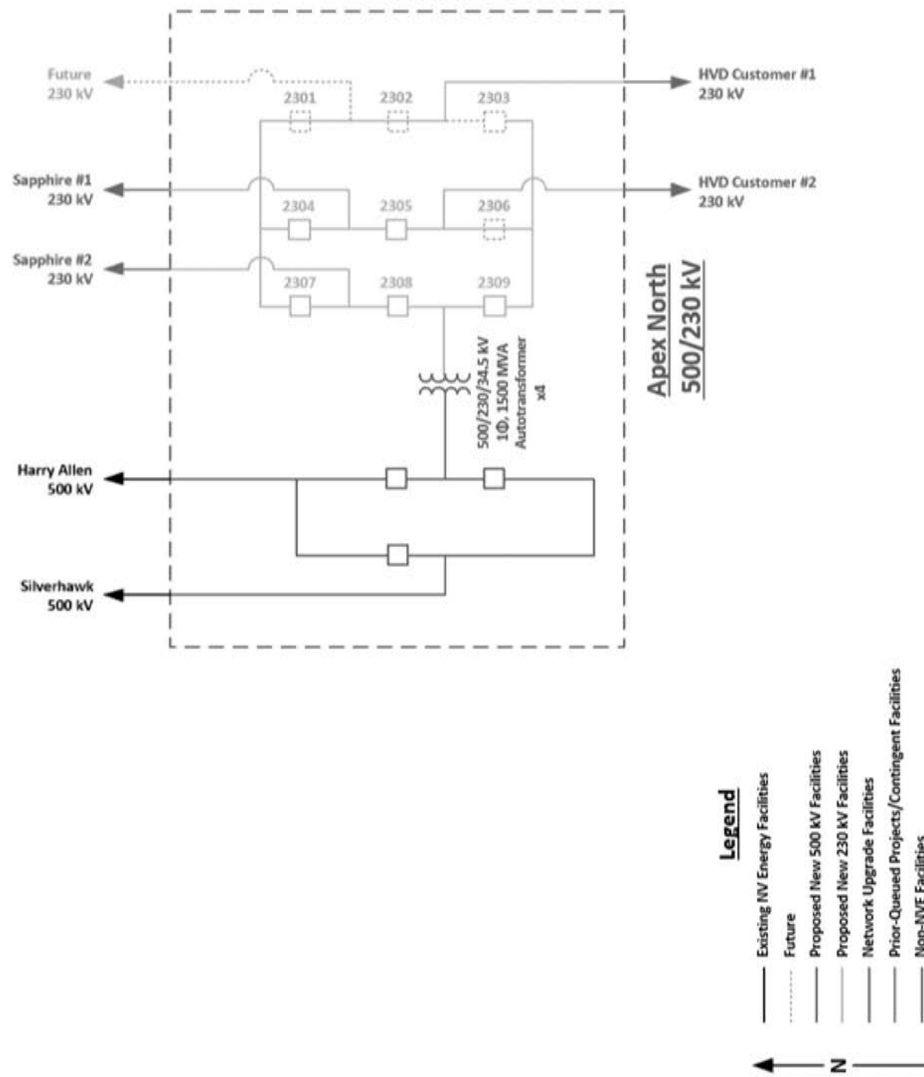 Future
230 kV
Sapphire #1
230 kV
Sapphire #2
230 kV
Harry Allen
500 kV
Silverhawk
500 kV
2301
2302
2303
2304
2305
2306
2307
2308
2309
HVD Customer #1
230 kV
HVD Customer #2
230 kV
500/230/34.5 kV
1Φ, 1500 MVA
Autotransformer
x4
Apex North
500/230 kV
Legend
Existing NV Energy Facilities
Future
Proposed New 500 kV Facilities
Proposed New 230 kV Facilities
Network Upgrade Facilities
Prior-Queued Projects/Contingent Facilities
Non-NVE Facilities
N